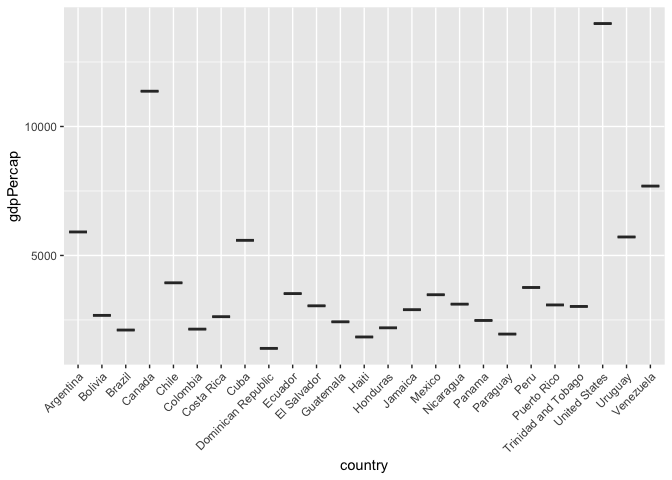 10000
5000
gdpPercap
Argentina
Bolivia
Brazil
Canada
Chile
Colombia
Costa Rica
Cuba
Dominican Republic
Ecuador
El Salvador
Guatemala
Haiti
Honduras
Jamaica
Mexico
Nicaragua
Panama
Paraguay
Peru
Puerto Rico
Trinidad and Tobago
United States
Uruguay
Venezuela
country